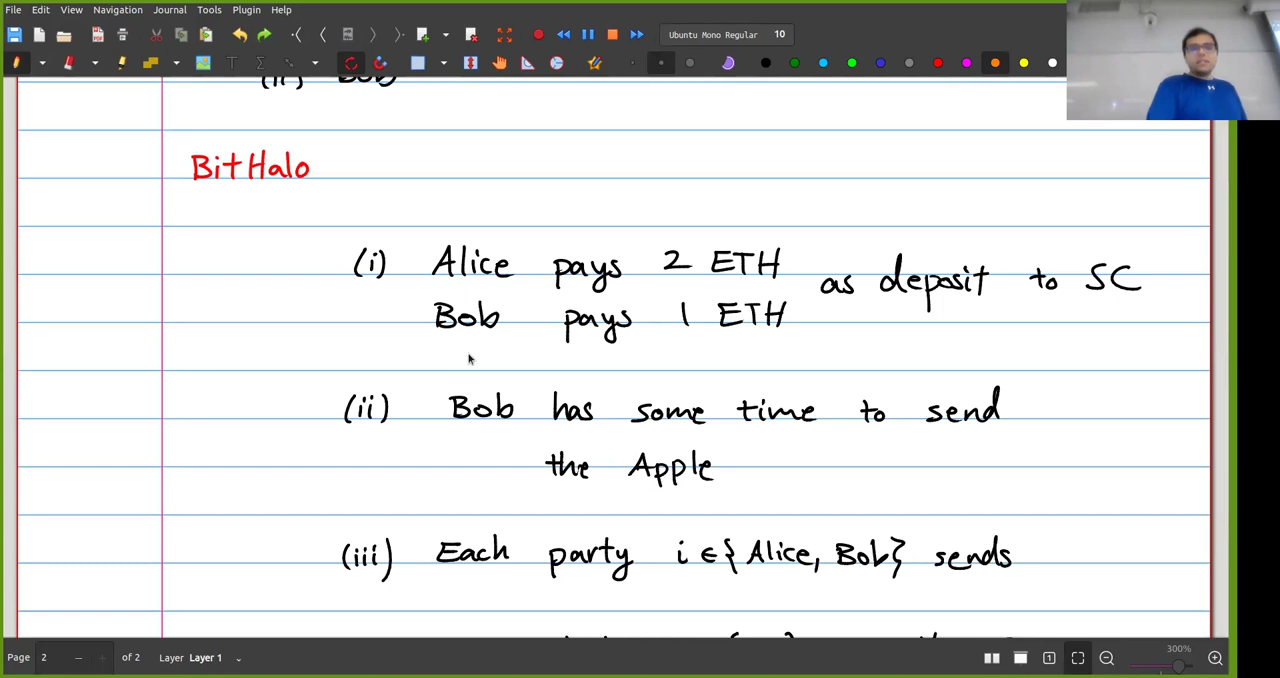 File Edit View Navigation Journal Tools Plugin Help
Ubuntu Mono Regular 10
Bob
BitHalo
(i) Alice pays 2 ETH as deposit to SC
Bob pays 1 ETH
(ii) Bob has some time to send
the Apple
(iii) Each party i ∈ {Alice, Bob} sends
Page 2 of 2 Layer Layer 1 300%